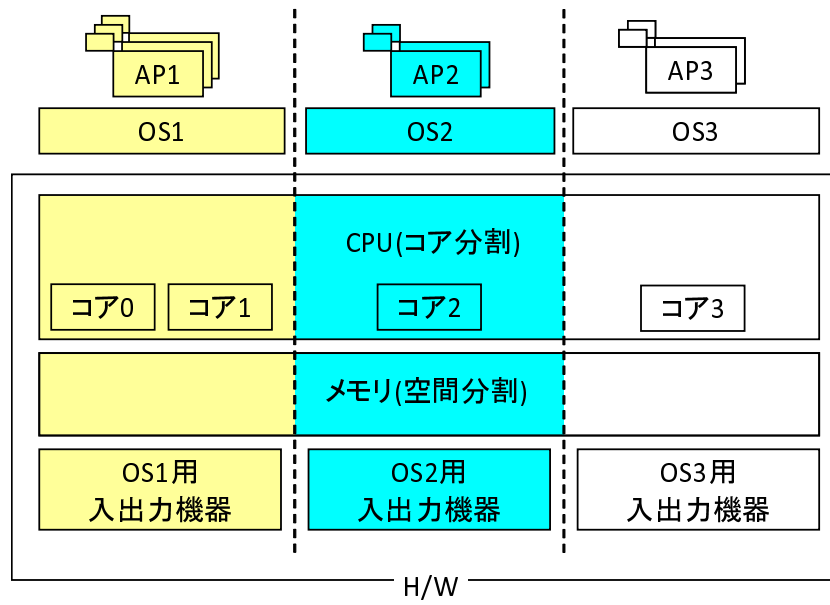 AP1
AP2
AP3
OS1
OS2
OS3
CPU(コア分割)
コア0
コア1
コア2
コア3
メモリ(空間分割)
OS1用
入出力機器
OS2用
入出力機器
OS3用
入出力機器
H/W